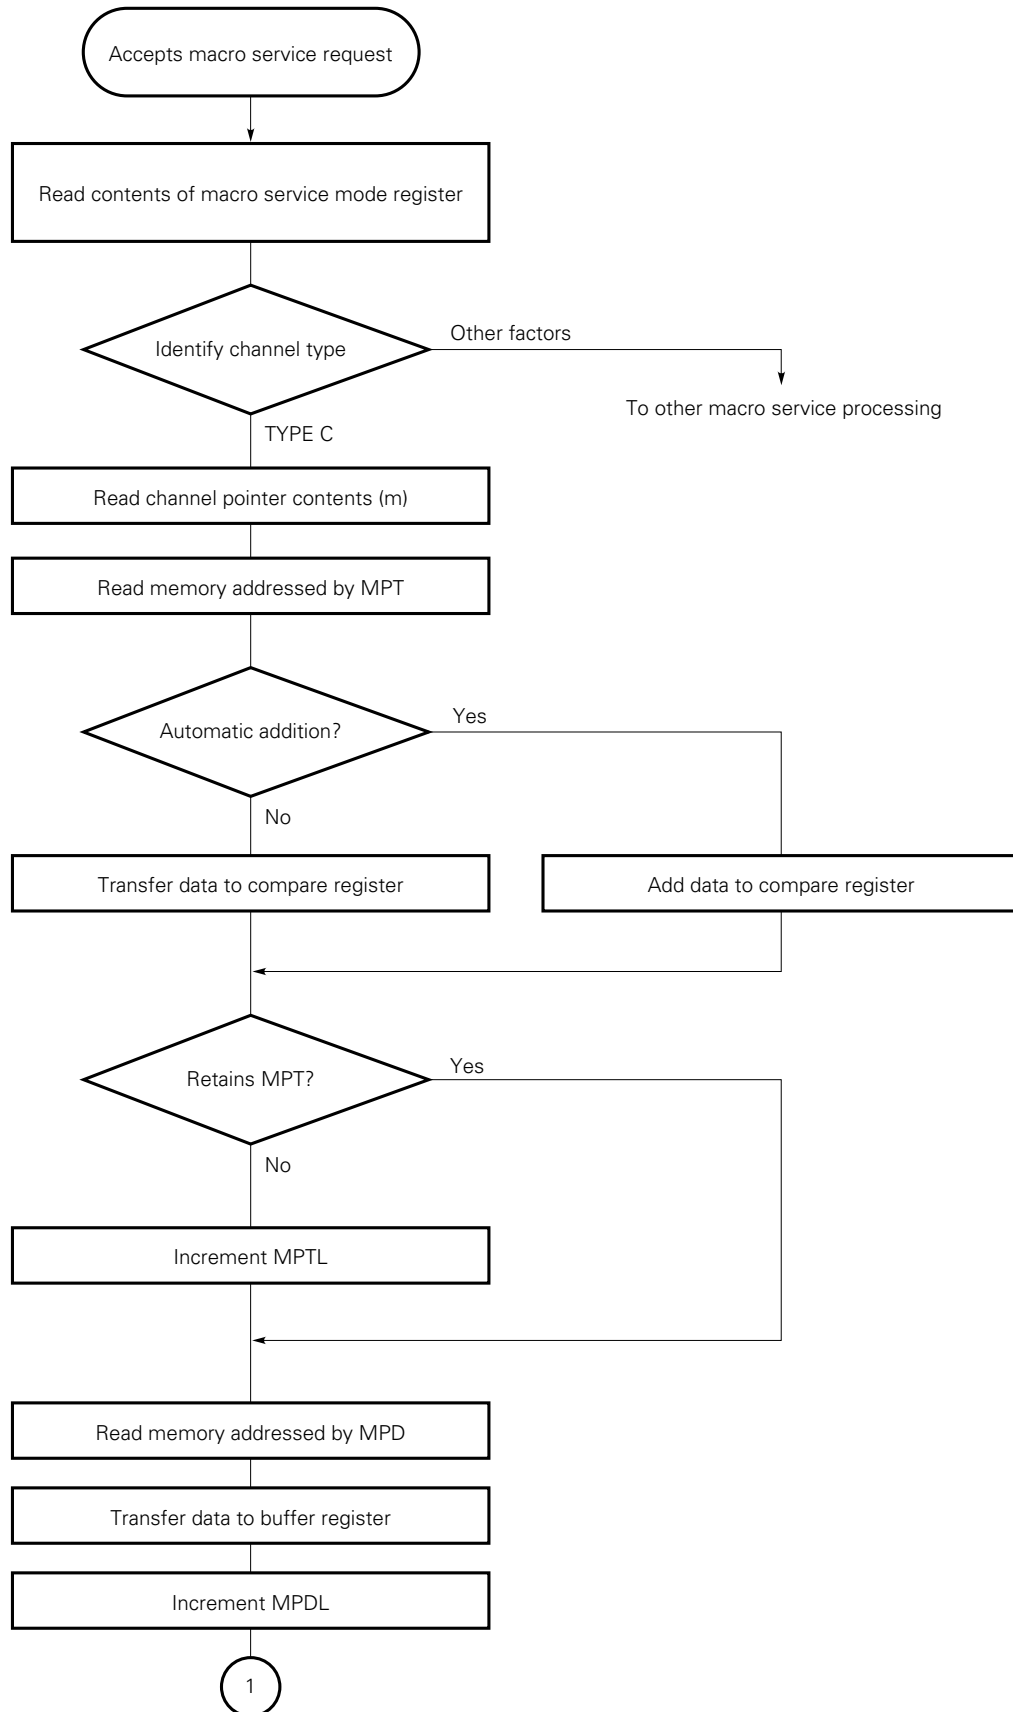 Accepts macro service request
Read contents of macro service mode register
Identify channel type
Other factors
To other macro service processing
TYPE C
Read channel pointer contents (m)
Read memory addressed by MPT
Automatic addition?
Yes
No
Transfer data to compare register
Add data to compare register
Retains MPT?
Yes
No
Increment MPTL
Read memory addressed by MPD
Transfer data to buffer register
Increment MPDL
1